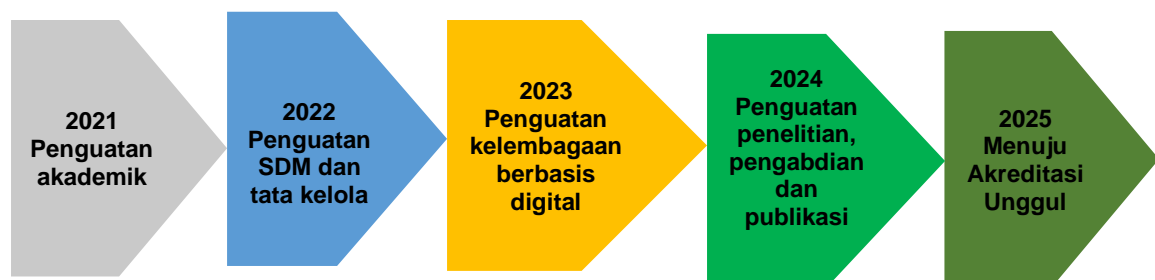 2021
Penguatan
akademik
2022
Penguatan
SDM dan
tata kelola
2023
Penguatan
kelembagaan
berbasis
digital
2024
Penguatan
penelitian,
pengabdian
dan
publikasi
2025
Menuju
Akreditasi
Unggul